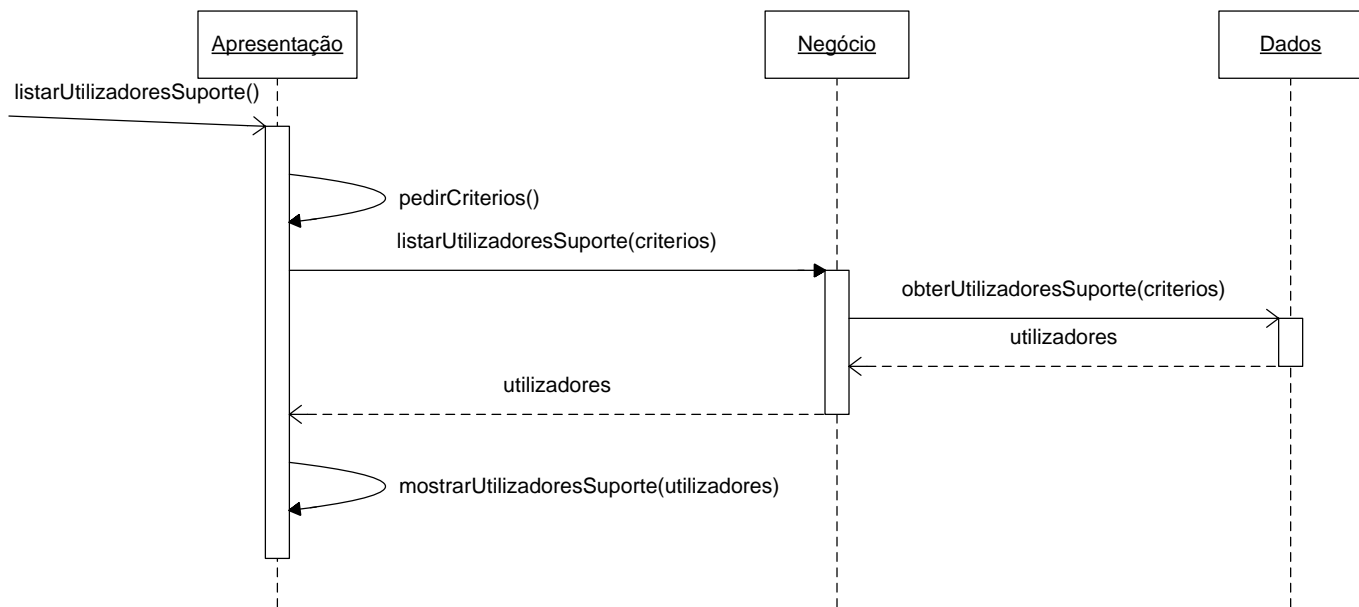 Apresentação
Negócio
Dados
listarUtilizadoresSuporte()
pedirCriterios()
listarUtilizadoresSuporte(criterios)
obterUtilizadoresSuporte(criterios)
utilizadores
utilizadores
mostrarUtilizadoresSuporte(utilizadores)